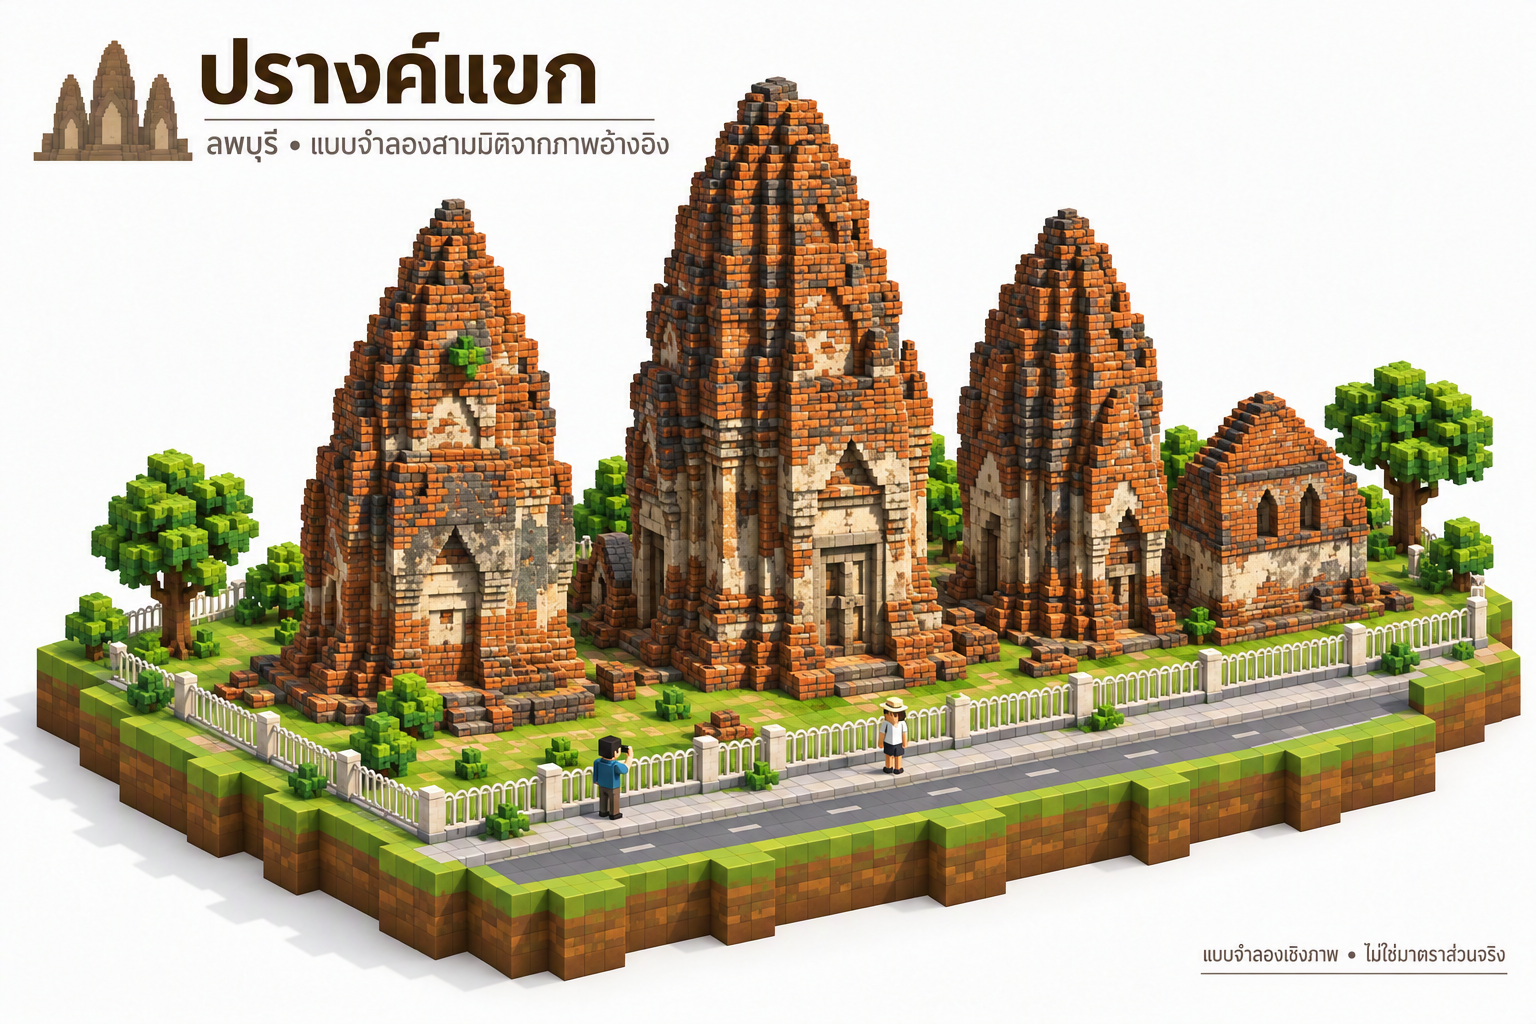 ปรางค์แขก
ลพบุรี • แบบจำลองสามมิติจากภาพอ้างอิง
แบบจำลองเชิงภาพ • ไม่ใช่มาตราส่วนจริง